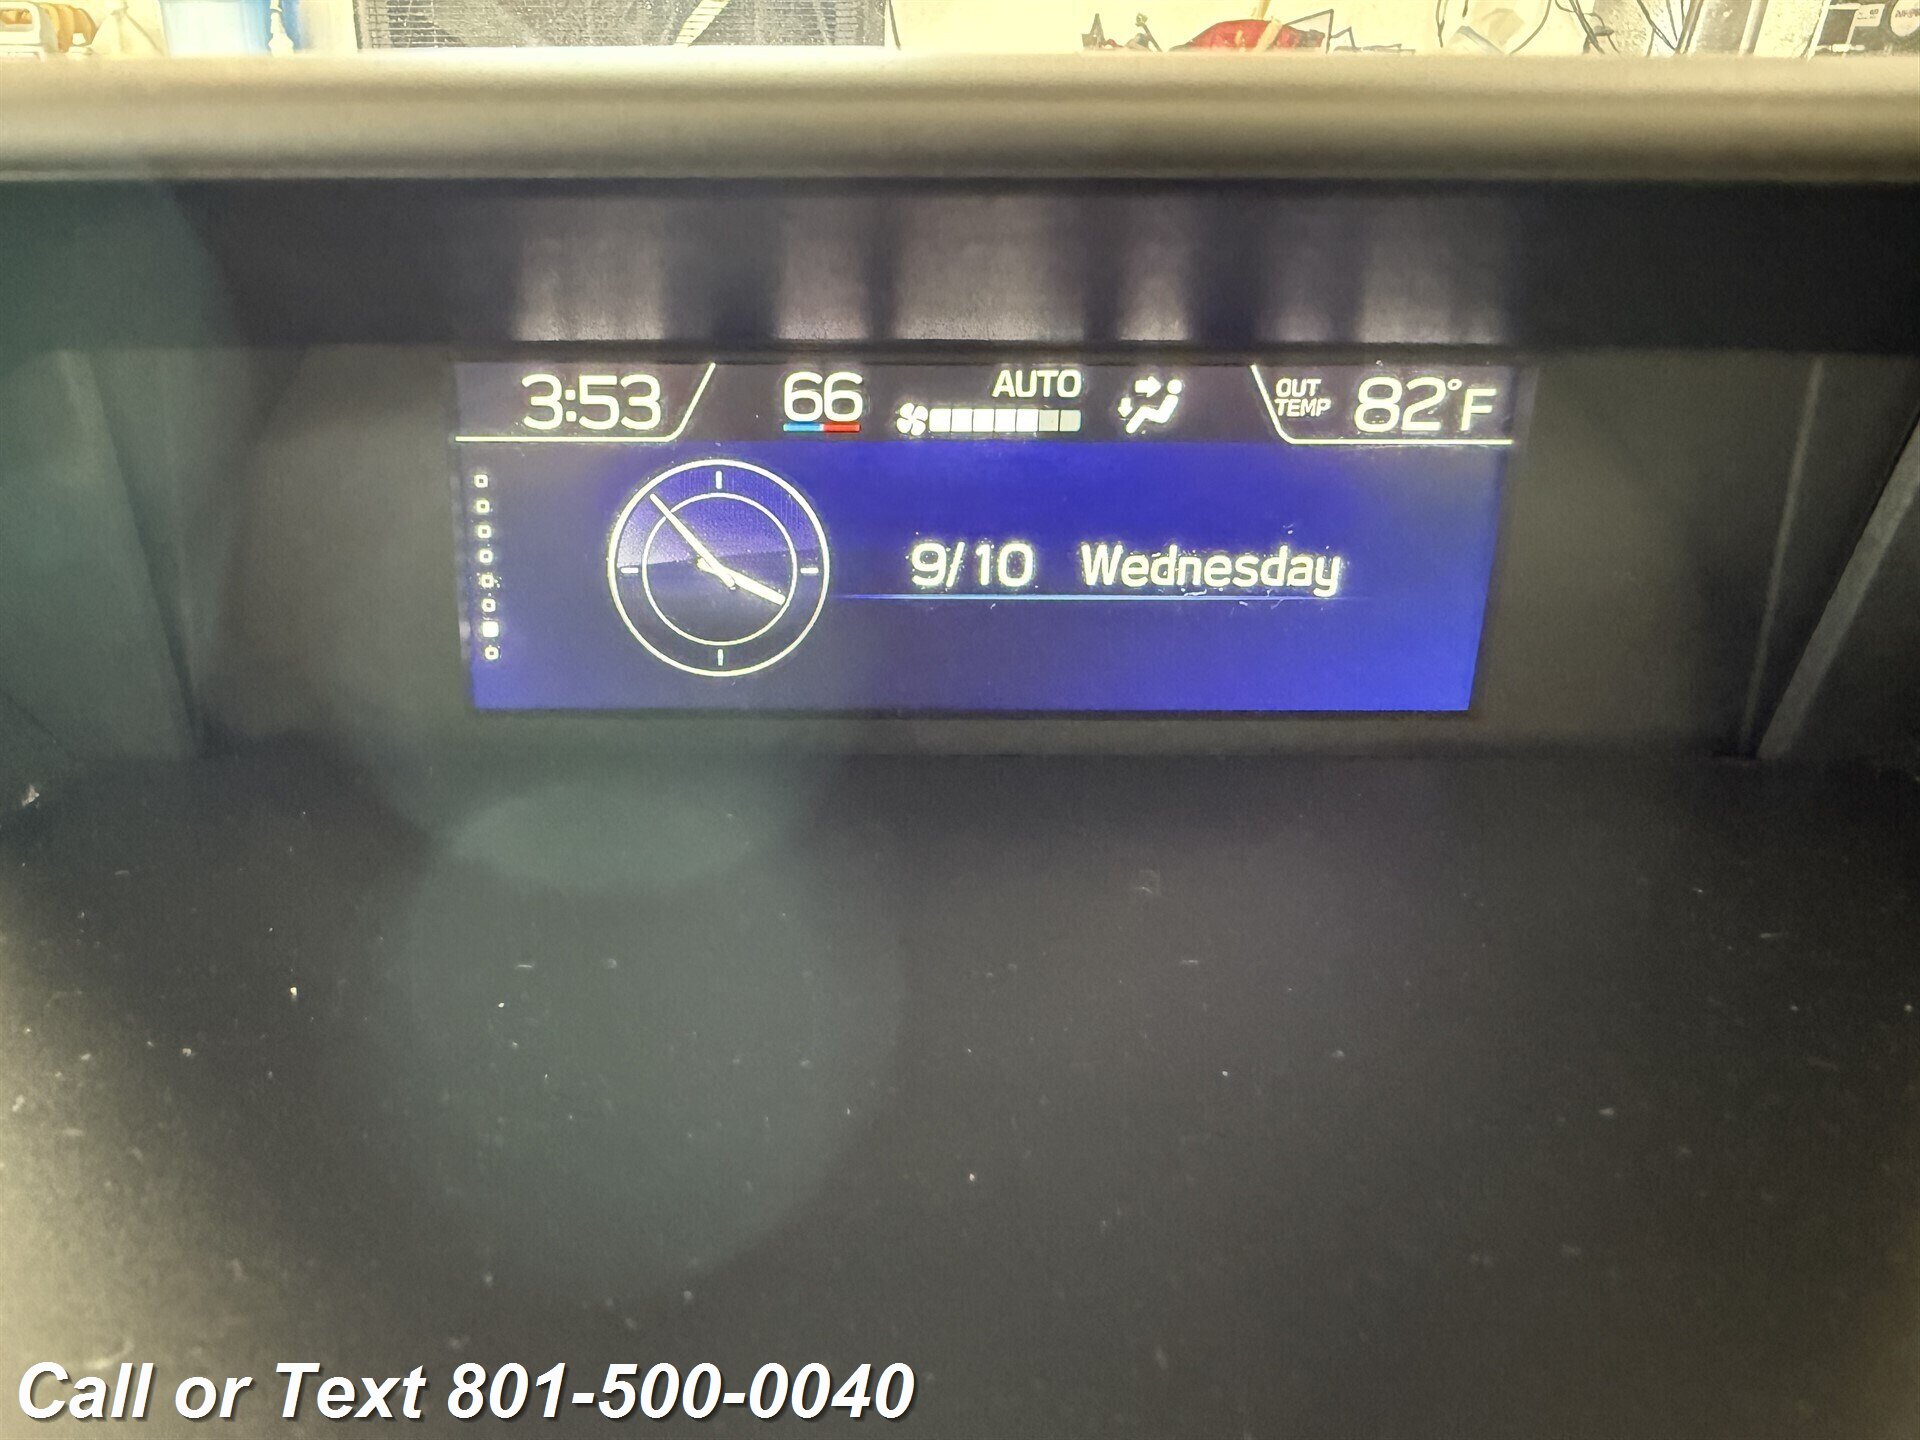 3:53 66 AUTO OUT TEMP 82°F
9/10 Wednesday
Call or Text 801-500-0040